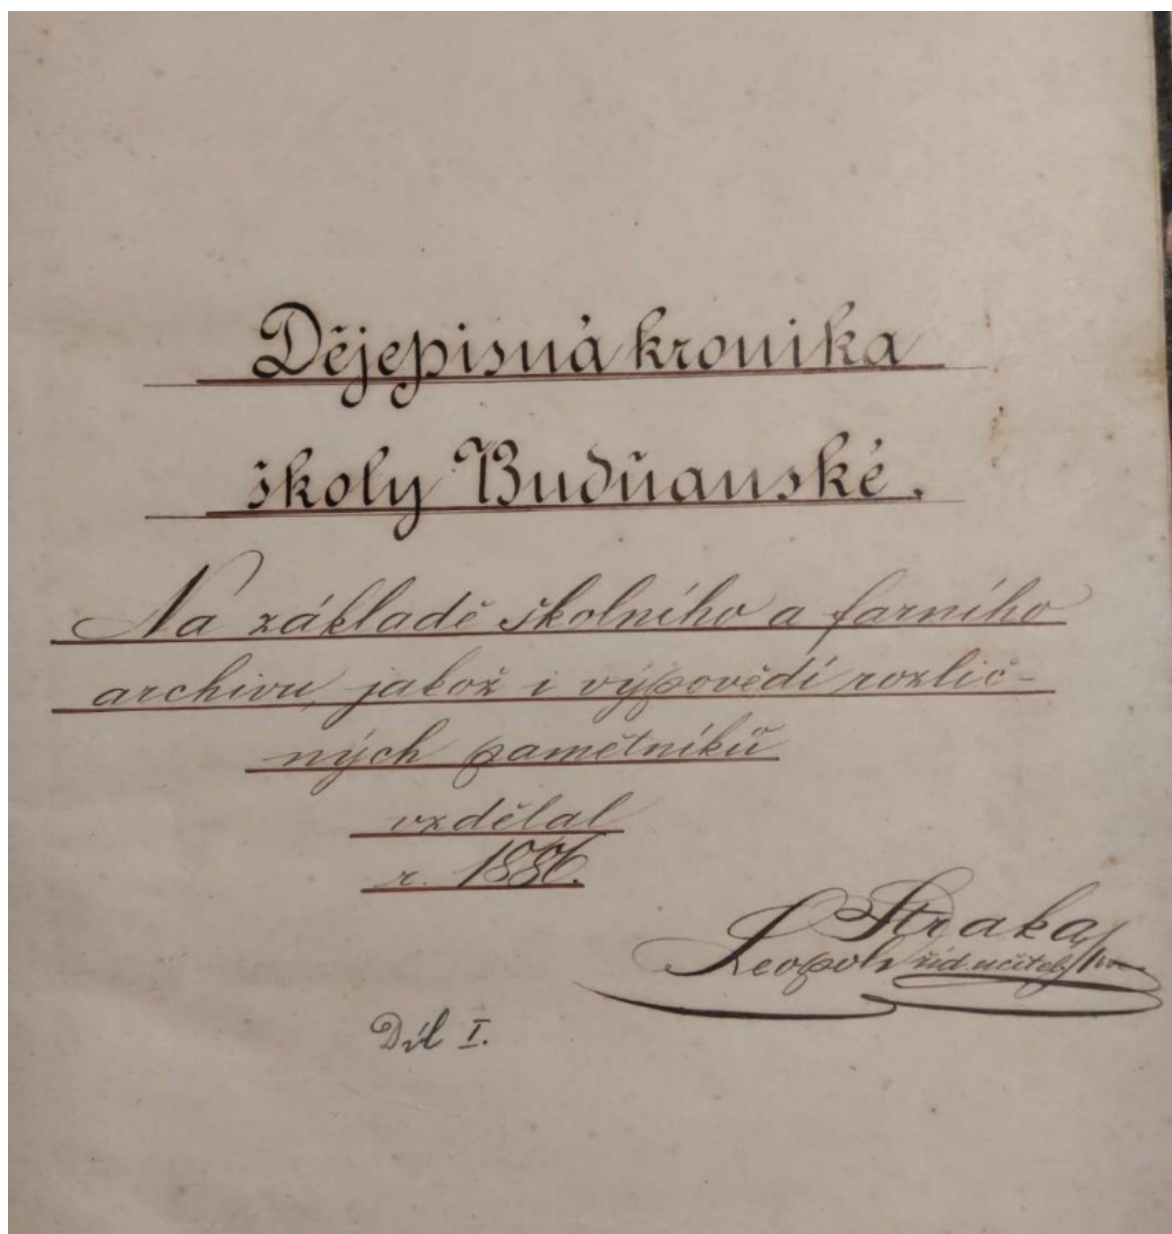 Dějepisná kronika
školy Budňanské.
Na základě školního a farního
archivu, jakož i výpovědí rozlič-
ných pamětníků
vzdělal
r. 1886.
Leopold Straka
říd. učitel
Díl I.